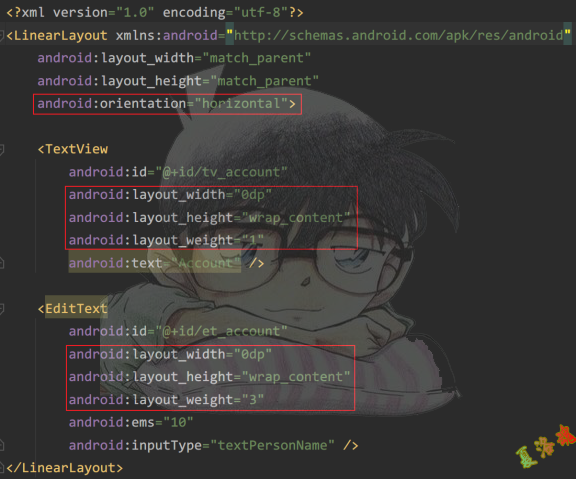 <?xml version="1.0" encoding="utf-8"?>
<LinearLayout xmlns:android="http://schemas.android.com/apk/res/android"
    android:layout_width="match_parent"
    android:layout_height="match_parent"
    android:orientation="horizontal">

    <TextView
        android:id="@+id/tv_account"
        android:layout_width="0dp"
        android:layout_height="wrap_content"
        android:layout_weight="1"
        android:text="Account" />

    <EditText
        android:id="@+id/et_account"
        android:layout_width="0dp"
        android:layout_height="wrap_content"
        android:layout_weight="3"
        android:ems="10"
        android:inputType="textPersonName" />
</LinearLayout>